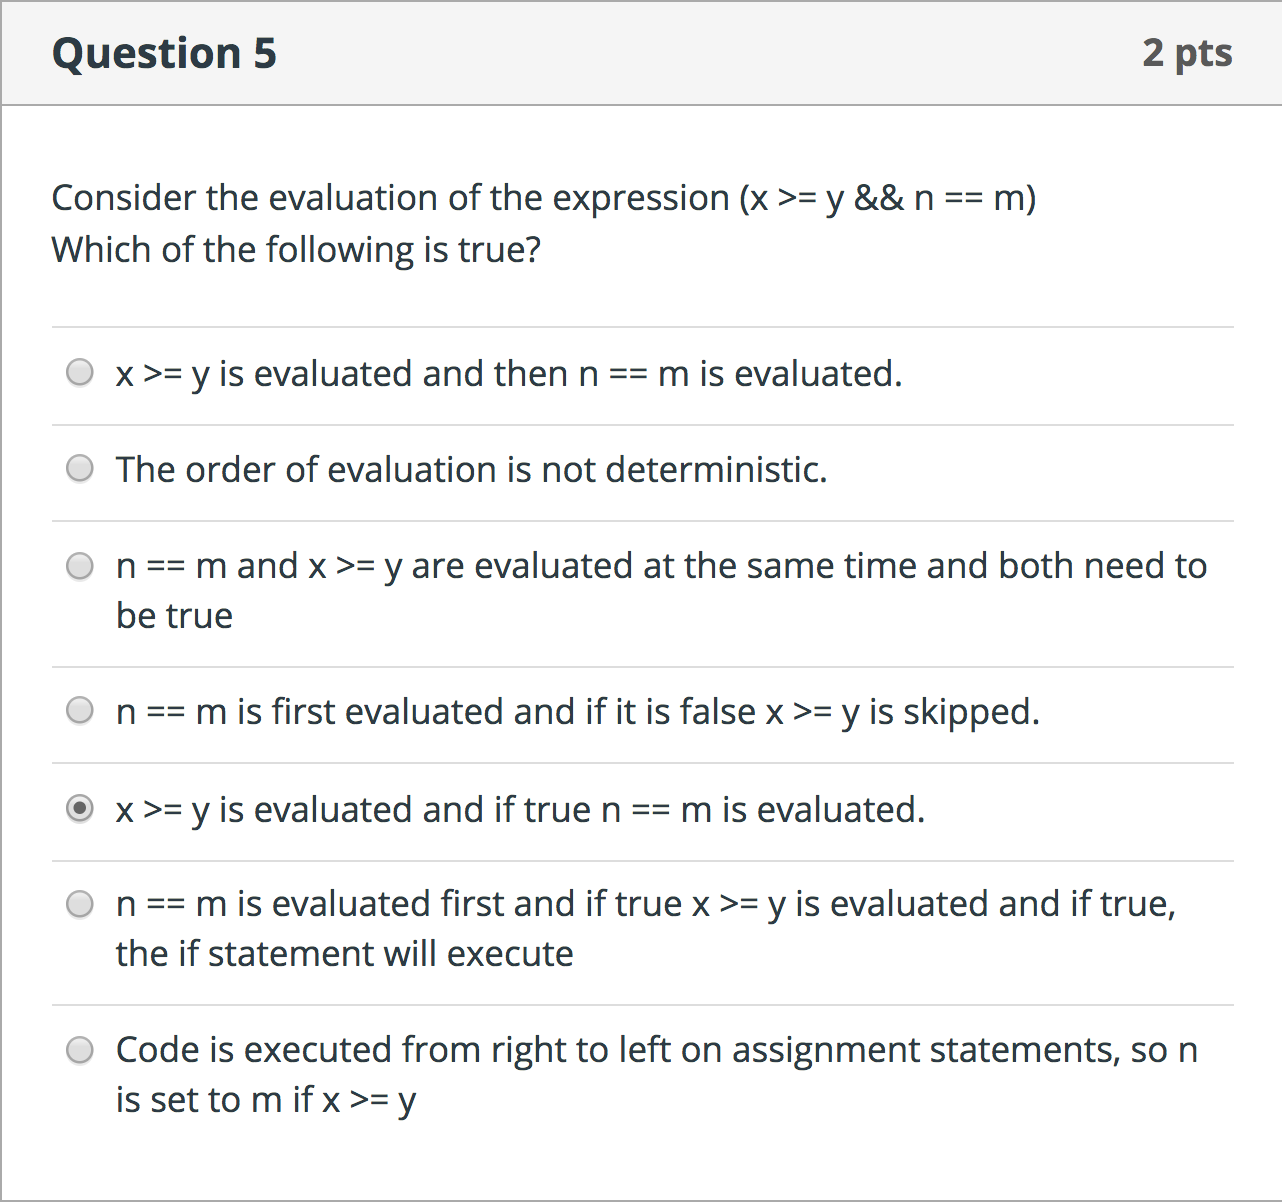 Question 5
2 pts
Consider the evaluation of the expression (x >= y && n == m)
Which of the following is true?
x >= y is evaluated and then n == m is evaluated.
The order of evaluation is not deterministic.
n == m and x >= y are evaluated at the same time and both need to
be true
n == m is first evaluated and if it is false x >= y is skipped.
x >= y is evaluated and if true n == m is evaluated.
n == m is evaluated first and if true x >= y is evaluated and if true,
the if statement will execute
Code is executed from right to left on assignment statements, so n
is set to m if x >= y